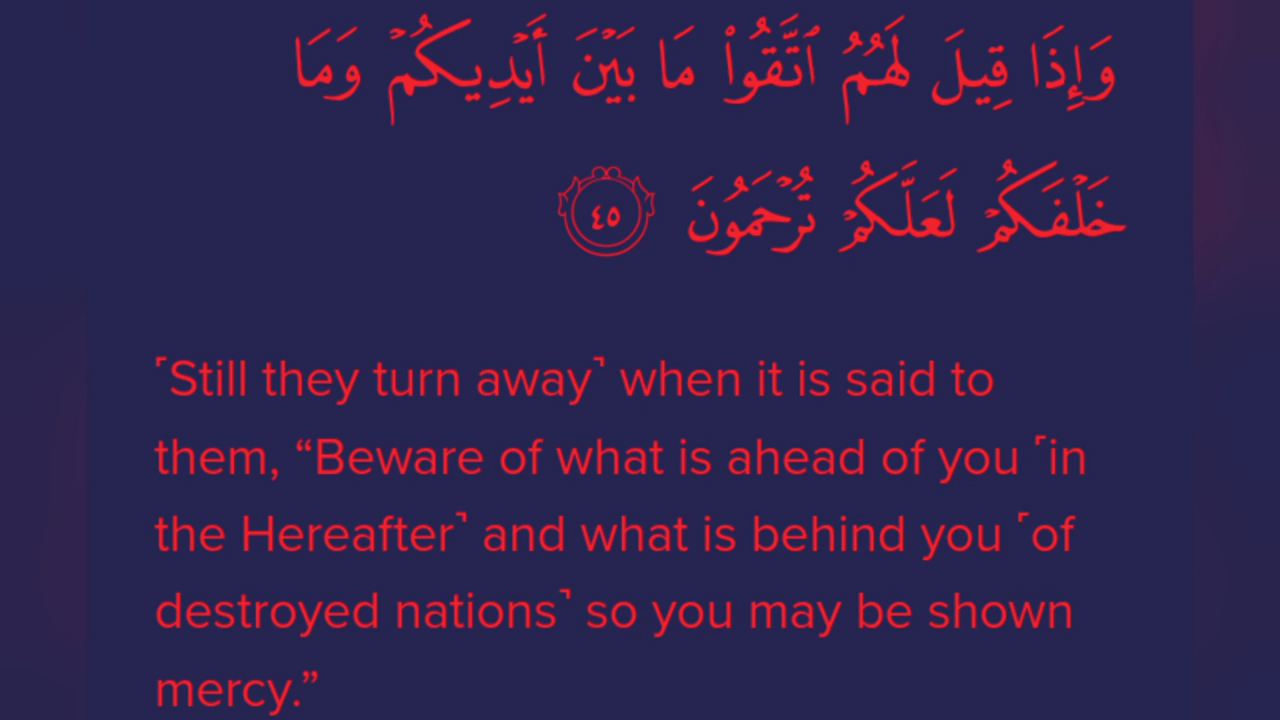 وَإِذَا قِيلَ لَهُمُ ٱتَّقُوا۟ مَا بَيْنَ أَيْدِيكُمْ وَمَا
خَلْفَكُمْ لَعَلَّكُمْ تُرْحَمُونَ ٤٥
⸢Still they turn away⸣ when it is said to
them, “Beware of what is ahead of you ⸢in
the Hereafter⸣ and what is behind you ⸢of
destroyed nations⸣ so you may be shown
mercy.”